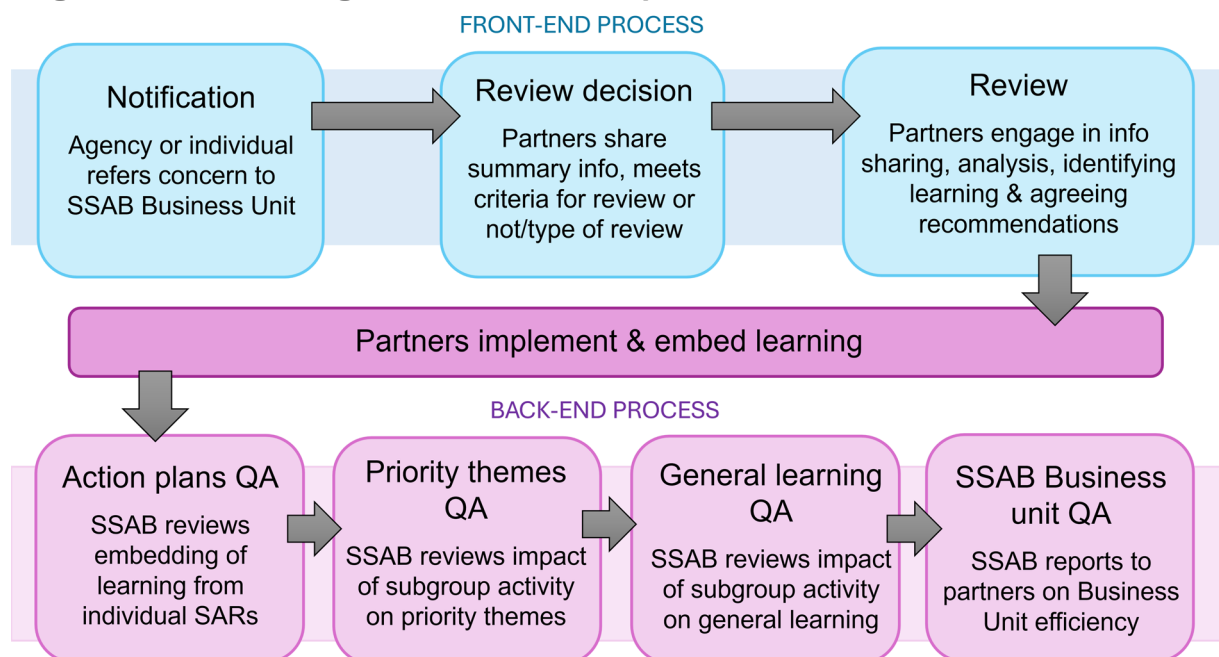 FRONT-END PROCESS
Notification
Agency or individual
refers concern to
SSAB Business Unit
Review decision
Partners share
summary info, meets
criteria for review or
not/type of review
Review
Partners engage in info
sharing, analysis, identifying
learning & agreeing
recommendations
Partners implement & embed learning
BACK-END PROCESS
Action plans QA
SSAB reviews
embedding of
learning from
individual SARs
Priority themes
QA
SSAB reviews impact
of subgroup activity
on priority themes
General learning
QA
SSAB reviews impact
of subgroup activity
on general learning
SSAB Business
unit QA
SSAB reports to
partners on Business
Unit efficiency